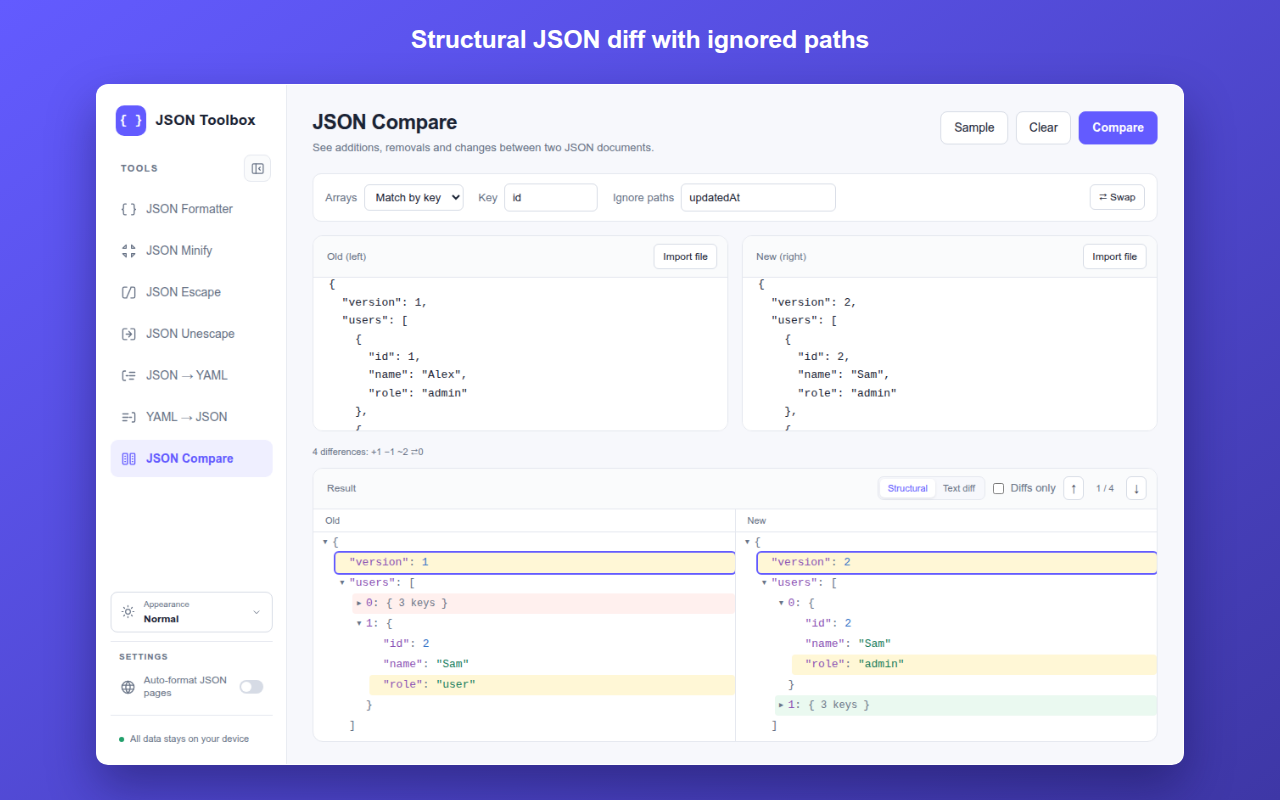 Structural JSON diff with ignored paths
{ } JSON Toolbox
TOOLS
JSON Formatter
JSON Minify
JSON Escape
JSON Unescape
JSON → YAML
YAML → JSON
JSON Compare
Appearance
Normal
SETTINGS
Auto-format JSON
pages
All data stays on your device
JSON Compare
See additions, removals and changes between two JSON documents.
Sample Clear Compare
Arrays Match by key Key id Ignore paths updatedAt ⇄ Swap
Old (left) Import file
{
"version": 1,
"users": [
{
"id": 1,
"name": "Alex",
"role": "admin"
},
{
New (right) Import file
{
"version": 2,
"users": [
{
"id": 2,
"name": "Sam",
"role": "admin"
},
{
4 differences: +1 −1 ~2 ⇄0
Result Structural Text diff Diffs only ↑ 1 / 4 ↓
Old
▾ {
"version": 1
▾ "users": [
▸ 0: { 3 keys }
▾ 1: {
"id": 2
"name": "Sam"
"role": "user"
}
]
New
▾ {
"version": 2
▾ "users": [
▾ 0: {
"id": 2
"name": "Sam"
"role": "admin"
}
▸ 1: { 3 keys }
]